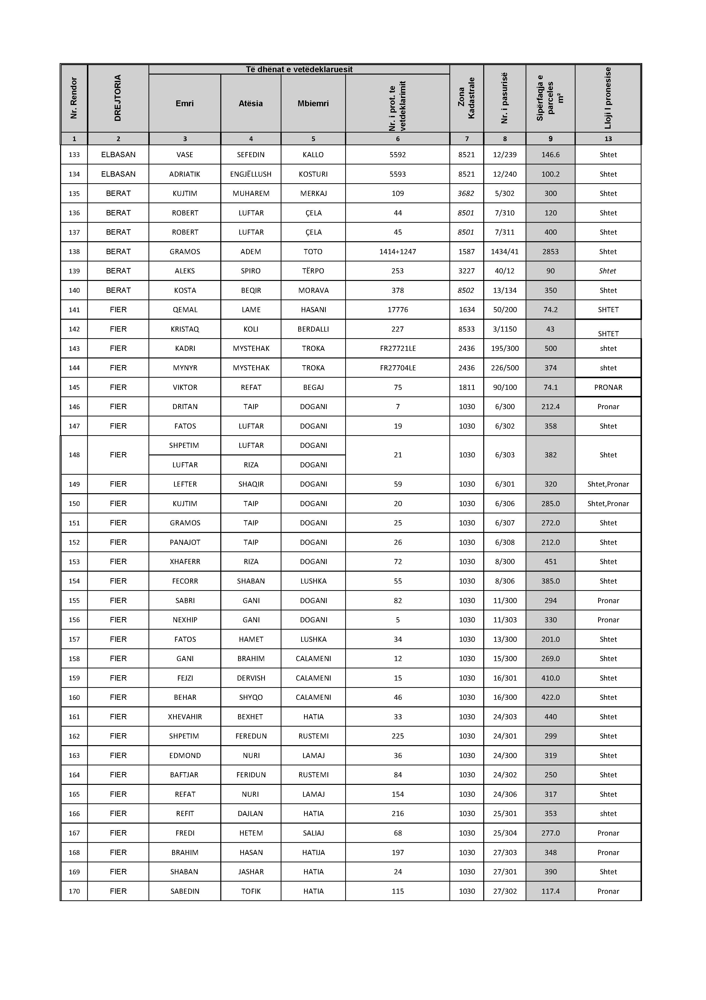 Të dhënat e vetëdeklaruesit
Nr. Rendor DREJTORIA Emri Atësia Mbiemri Nr. i prot. te vetdeklarimit Zona Kadastrale Nr. i pasurisë Sipërfaqja e parceles m² Lloji I pronesise
1 2 3 4 5 6 7 8 9 13
133 ELBASAN VASE SEFEDIN KALLO 5592 8521 12/239 146.6 Shtet
134 ELBASAN ADRIATIK ENGJËLLUSH KOSTURI 5593 8521 12/240 100.2 Shtet
135 BERAT KUJTIM MUHAREM MERKAJ 109 3682 5/302 300 Shtet
136 BERAT ROBERT LUFTAR ÇELA 44 8501 7/310 120 Shtet
137 BERAT ROBERT LUFTAR ÇELA 45 8501 7/311 400 Shtet
138 BERAT GRAMOS ADEM TOTO 1414+1247 1587 1434/41 2853 Shtet
139 BERAT ALEKS SPIRO TËRPO 253 3227 40/12 90 Shtet
140 BERAT KOSTA BEQIR MORAVA 378 8502 13/134 350 Shtet
141 FIER QEMAL LAME HASANI 17776 1634 50/200 74.2 SHTET
142 FIER KRISTAQ KOLI BERDALLI 227 8533 3/1150 43 SHTET
143 FIER KADRI MYSTEHAK TROKA FR27721LE 2436 195/300 500 shtet
144 FIER MYNYR MYSTEHAK TROKA FR27704LE 2436 226/500 374 shtet
145 FIER VIKTOR REFAT BEGAJ 75 1811 90/100 74.1 PRONAR
146 FIER DRITAN TAIP DOGANI 7 1030 6/300 212.4 Pronar
147 FIER FATOS LUFTAR DOGANI 19 1030 6/302 358 Shtet
148 FIER SHPETIM LUFTAR DOGANI 21 1030 6/303 382 Shtet
LUFTAR RIZA DOGANI
149 FIER LEFTER SHAQIR DOGANI 59 1030 6/301 320 Shtet,Pronar
150 FIER KUJTIM TAIP DOGANI 20 1030 6/306 285.0 Shtet,Pronar
151 FIER GRAMOS TAIP DOGANI 25 1030 6/307 272.0 Shtet
152 FIER PANAJOT TAIP DOGANI 26 1030 6/308 212.0 Shtet
153 FIER XHAFERR RIZA DOGANI 72 1030 8/300 451 Shtet
154 FIER FECORR SHABAN LUSHKA 55 1030 8/306 385.0 Shtet
155 FIER SABRI GANI DOGANI 82 1030 11/300 294 Pronar
156 FIER NEXHIP GANI DOGANI 5 1030 11/303 330 Pronar
157 FIER FATOS HAMET LUSHKA 34 1030 13/300 201.0 Shtet
158 FIER GANI BRAHIM CALAMENI 12 1030 15/300 269.0 Shtet
159 FIER FEJZI DERVISH CALAMENI 15 1030 16/301 410.0 Shtet
160 FIER BEHAR SHYQO CALAMENI 46 1030 16/300 422.0 Shtet
161 FIER XHEVAHIR BEXHET HATIA 33 1030 24/303 440 Shtet
162 FIER SHPETIM FEREDUN RUSTEMI 225 1030 24/301 299 Shtet
163 FIER EDMOND NURI LAMAJ 36 1030 24/300 319 Shtet
164 FIER BAFTJAR FERIDUN RUSTEMI 84 1030 24/302 250 Shtet
165 FIER REFAT NURI LAMAJ 154 1030 24/306 317 Shtet
166 FIER REFIT DAJLAN HATIA 216 1030 25/301 353 shtet
167 FIER FREDI HETEM SALIAJ 68 1030 25/304 277.0 Pronar
168 FIER BRAHIM HASAN HATIJA 197 1030 27/303 348 Pronar
169 FIER SHABAN JASHAR HATIA 24 1030 27/301 390 Shtet
170 FIER SABEDIN TOFIK HATIA 115 1030 27/302 117.4 Pronar